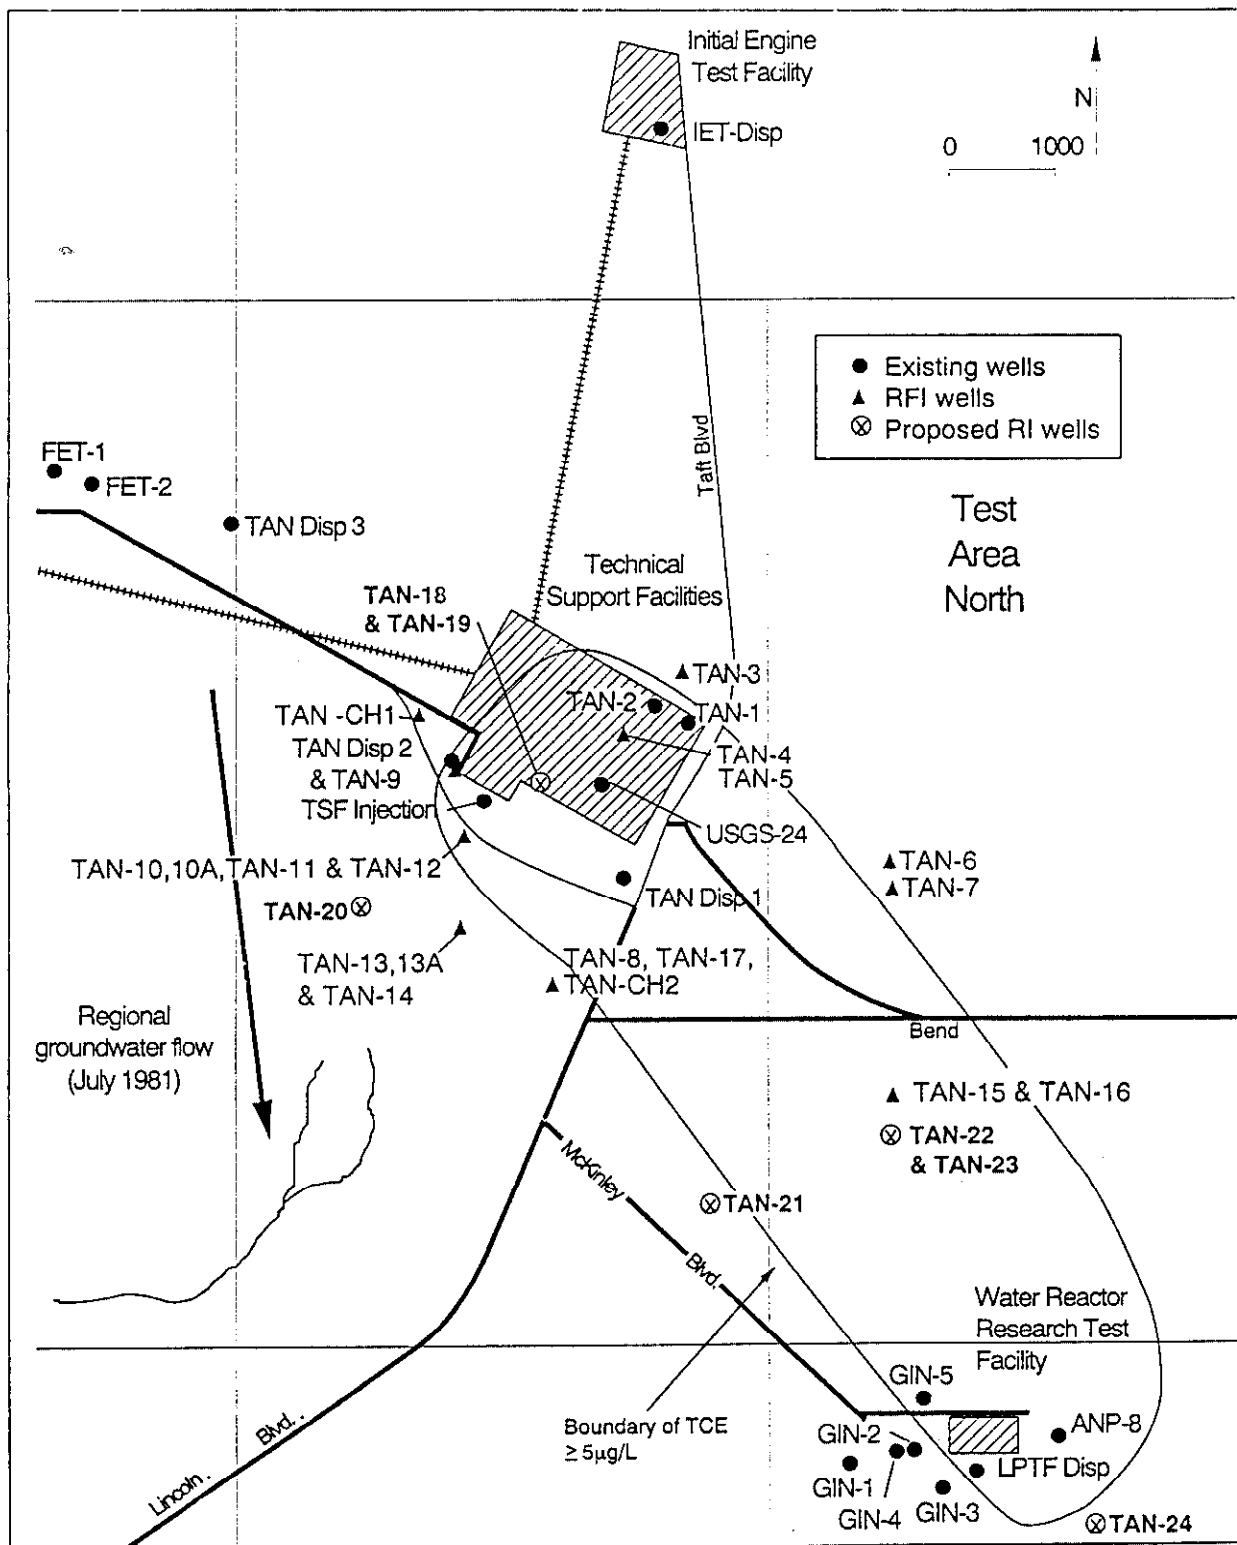 Initial Engine
Test Facility
IET-Disp
N
0 1000
Existing wells
RFI wells
Proposed RI wells
Taft Blvd
Test
Area
North
FET-1
FET-2
TAN Disp 3
Technical
Support Facilities
TAN-18
& TAN-19
TAN-3
TAN-2
TAN-1
TAN -CH1
TAN Disp 2
& TAN-9
TSF Injection
TAN-4
TAN-5
USGS-24
TAN-10,10A,TAN-11 & TAN-12
TAN-6
TAN-7
TAN-20
TAN Disp 1
TAN-13,13A
& TAN-14
TAN-8, TAN-17,
TAN-CH2
Regional
groundwater flow
(July 1981)
Bend
TAN-15 & TAN-16
TAN-22
& TAN-23
McKinley
Blvd.
TAN-21
Water Reactor
Research Test
Facility
Lincoln.
Blvd..
Boundary of TCE
≥ 5µg/L
GIN-5
GIN-2
ANP-8
GIN-1
LPTF Disp
GIN-4
GIN-3
TAN-24